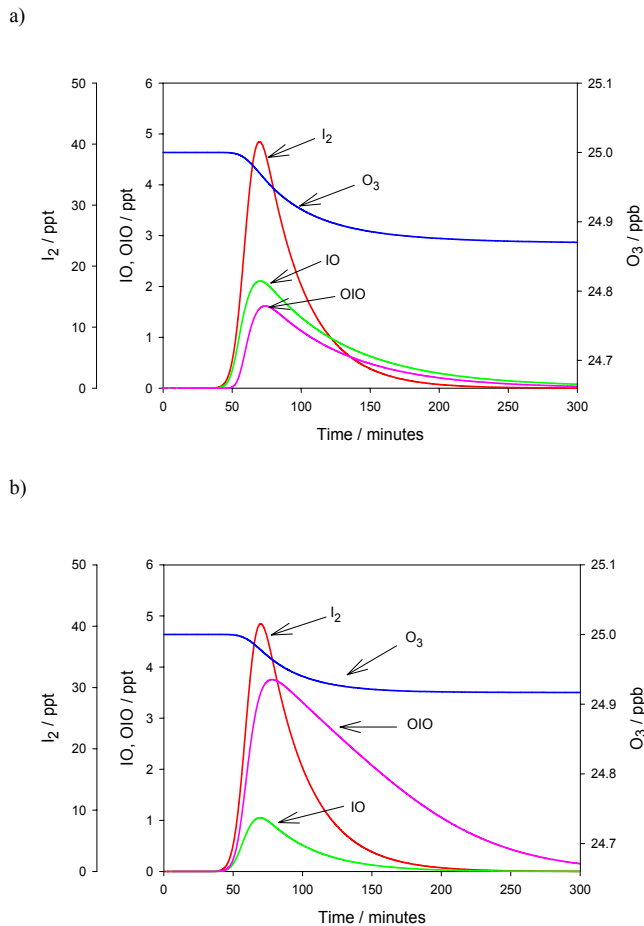 a)
50
40
30
20
10
0
I2 / ppt
6
5
4
3
2
1
0
IO, OIO / ppt
25.1
25.0
24.9
24.8
24.7
O3 / ppb
I2
O3
IO
OIO
0 50 100 150 200 250 300
Time / minutes
b)
50
40
30
20
10
0
I2 / ppt
6
5
4
3
2
1
0
IO, OIO / ppt
25.1
25.0
24.9
24.8
24.7
O3 / ppb
I2
O3
OIO
IO
0 50 100 150 200 250 300
Time / minutes